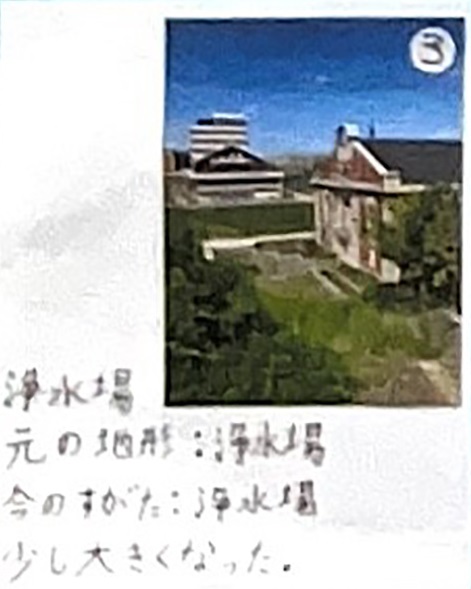 ③
浄水場
元の地形:浄水場
今のすがた:浄水場
少し大きくなった。